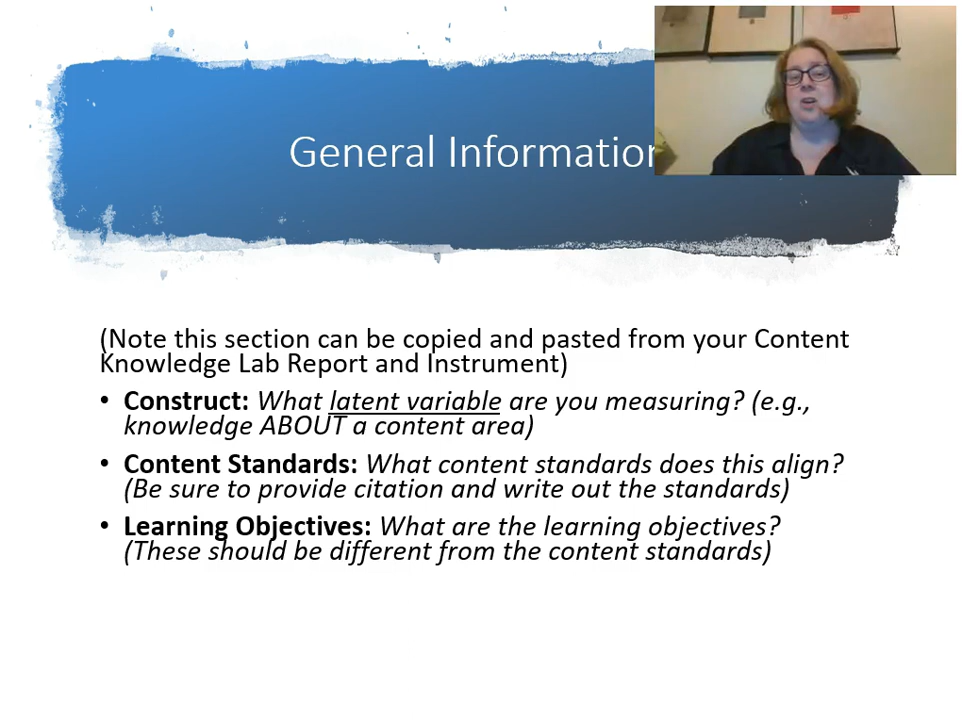 General Information
(Note this section can be copied and pasted from your Content
Knowledge Lab Report and Instrument)
• Construct: What latent variable are you measuring? (e.g.,
knowledge ABOUT a content area)
• Content Standards: What content standards does this align?
(Be sure to provide citation and write out the standards)
• Learning Objectives: What are the learning objectives?
(These should be different from the content standards)